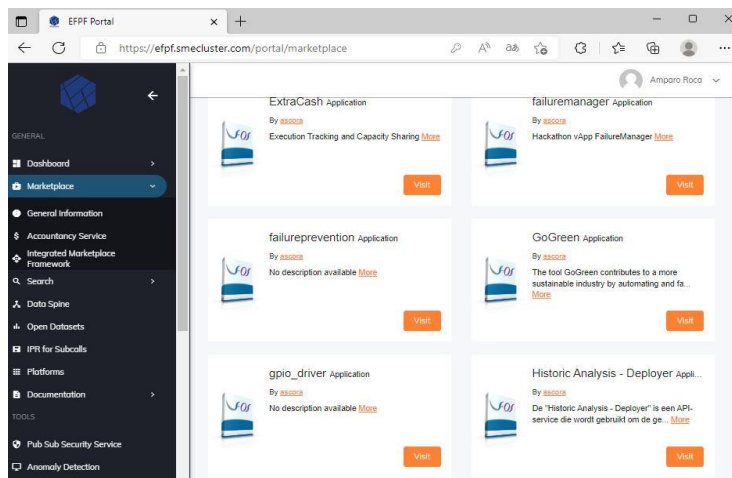 EFPF Portal
https://efpf.smecluster.com/portal/marketplace
Amparo Roca
GENERAL
Dashboard
Marketplace
General Information
Accountancy Service
Integrated Marketplace
Framework
Search
Data Spine
Open Datasets
IPR for Subcalls
Platforms
Documentation
TOOLS
Pub Sub Security Service
Anomaly Detection
ExtraCash Application
By ascora
Execution Tracking and Capacity Sharing More
Visit
failuremanager Application
By ascora
Hackathon vApp FailureManager More
Visit
failureprevention Application
By ascora
No description available More
Visit
GoGreen Application
By ascora
The tool GoGreen contributes to a more
sustainable industry by automating and fa...
More
Visit
gpio_driver Application
By ascora
No description available More
Visit
Historic Analysis - Deployer Appli...
By ascora
De "Historic Analysis - Deployer" is een API-
service die wordt gebruikt om de ge... More
Visit